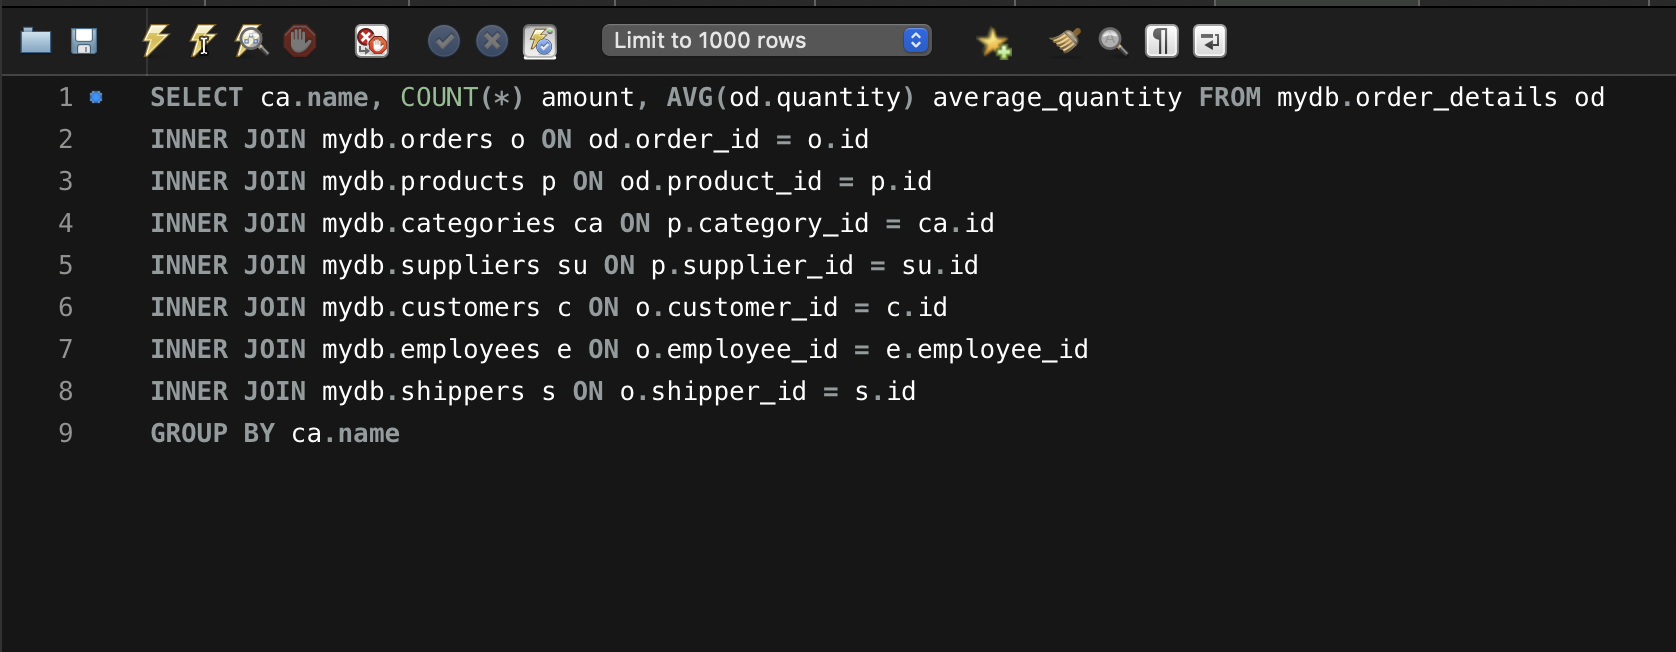 Limit to 1000 rows
1 SELECT ca.name, COUNT(*) amount, AVG(od.quantity) average_quantity FROM mydb.order_details od
2 INNER JOIN mydb.orders o ON od.order_id = o.id
3 INNER JOIN mydb.products p ON od.product_id = p.id
4 INNER JOIN mydb.categories ca ON p.category_id = ca.id
5 INNER JOIN mydb.suppliers su ON p.supplier_id = su.id
6 INNER JOIN mydb.customers c ON o.customer_id = c.id
7 INNER JOIN mydb.employees e ON o.employee_id = e.employee_id
8 INNER JOIN mydb.shippers s ON o.shipper_id = s.id
9 GROUP BY ca.name